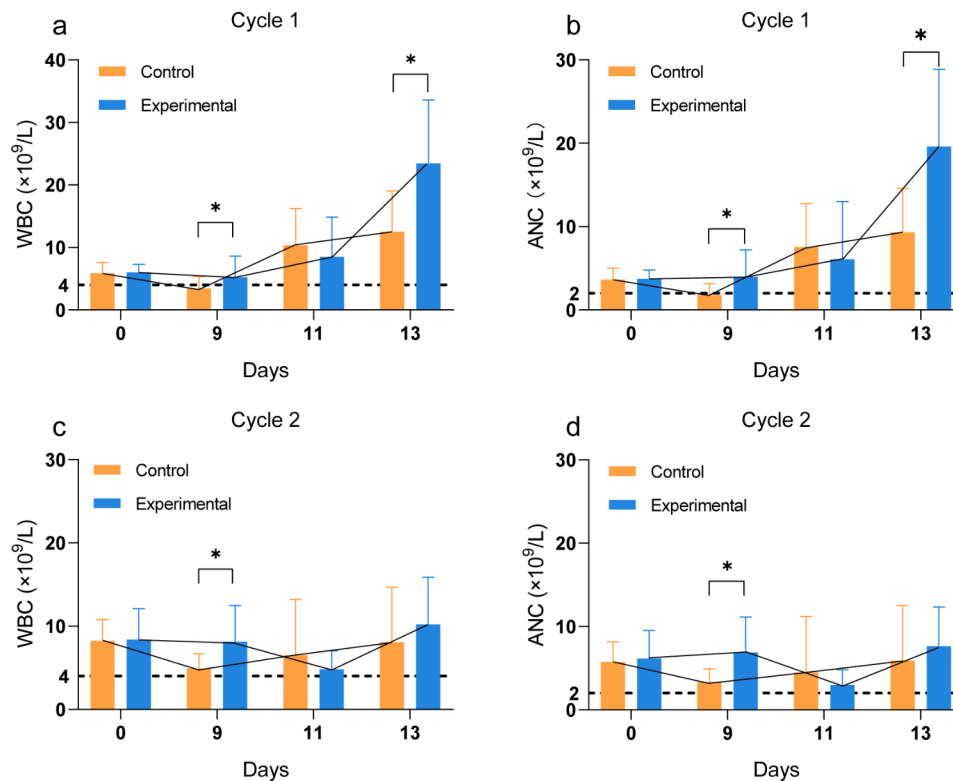 a
Cycle 1
WBC (×10⁹/L)
40
30
20
10
4
0
Control
Experimental
*
*
0
9
11
13
Days
b
Cycle 1
ANC（×10⁹/L)
30
20
10
2
0
Control
Experimental
*
*
0
9
11
13
Days
c
Cycle 2
WBC (×10⁹/L)
30
20
10
4
0
Control
Experimental
*
0
9
11
13
Days
d
Cycle 2
ANC (×10⁹/L)
30
20
10
2
0
Control
Experimental
*
0
9
11
13
Days